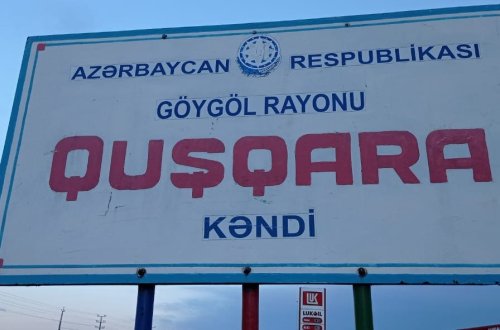 AZƏRBAYCAN RESPUBLİKASI
GÖYGÖL RAYONU
QUŞQARA
KƏNDİ
LUKOIL